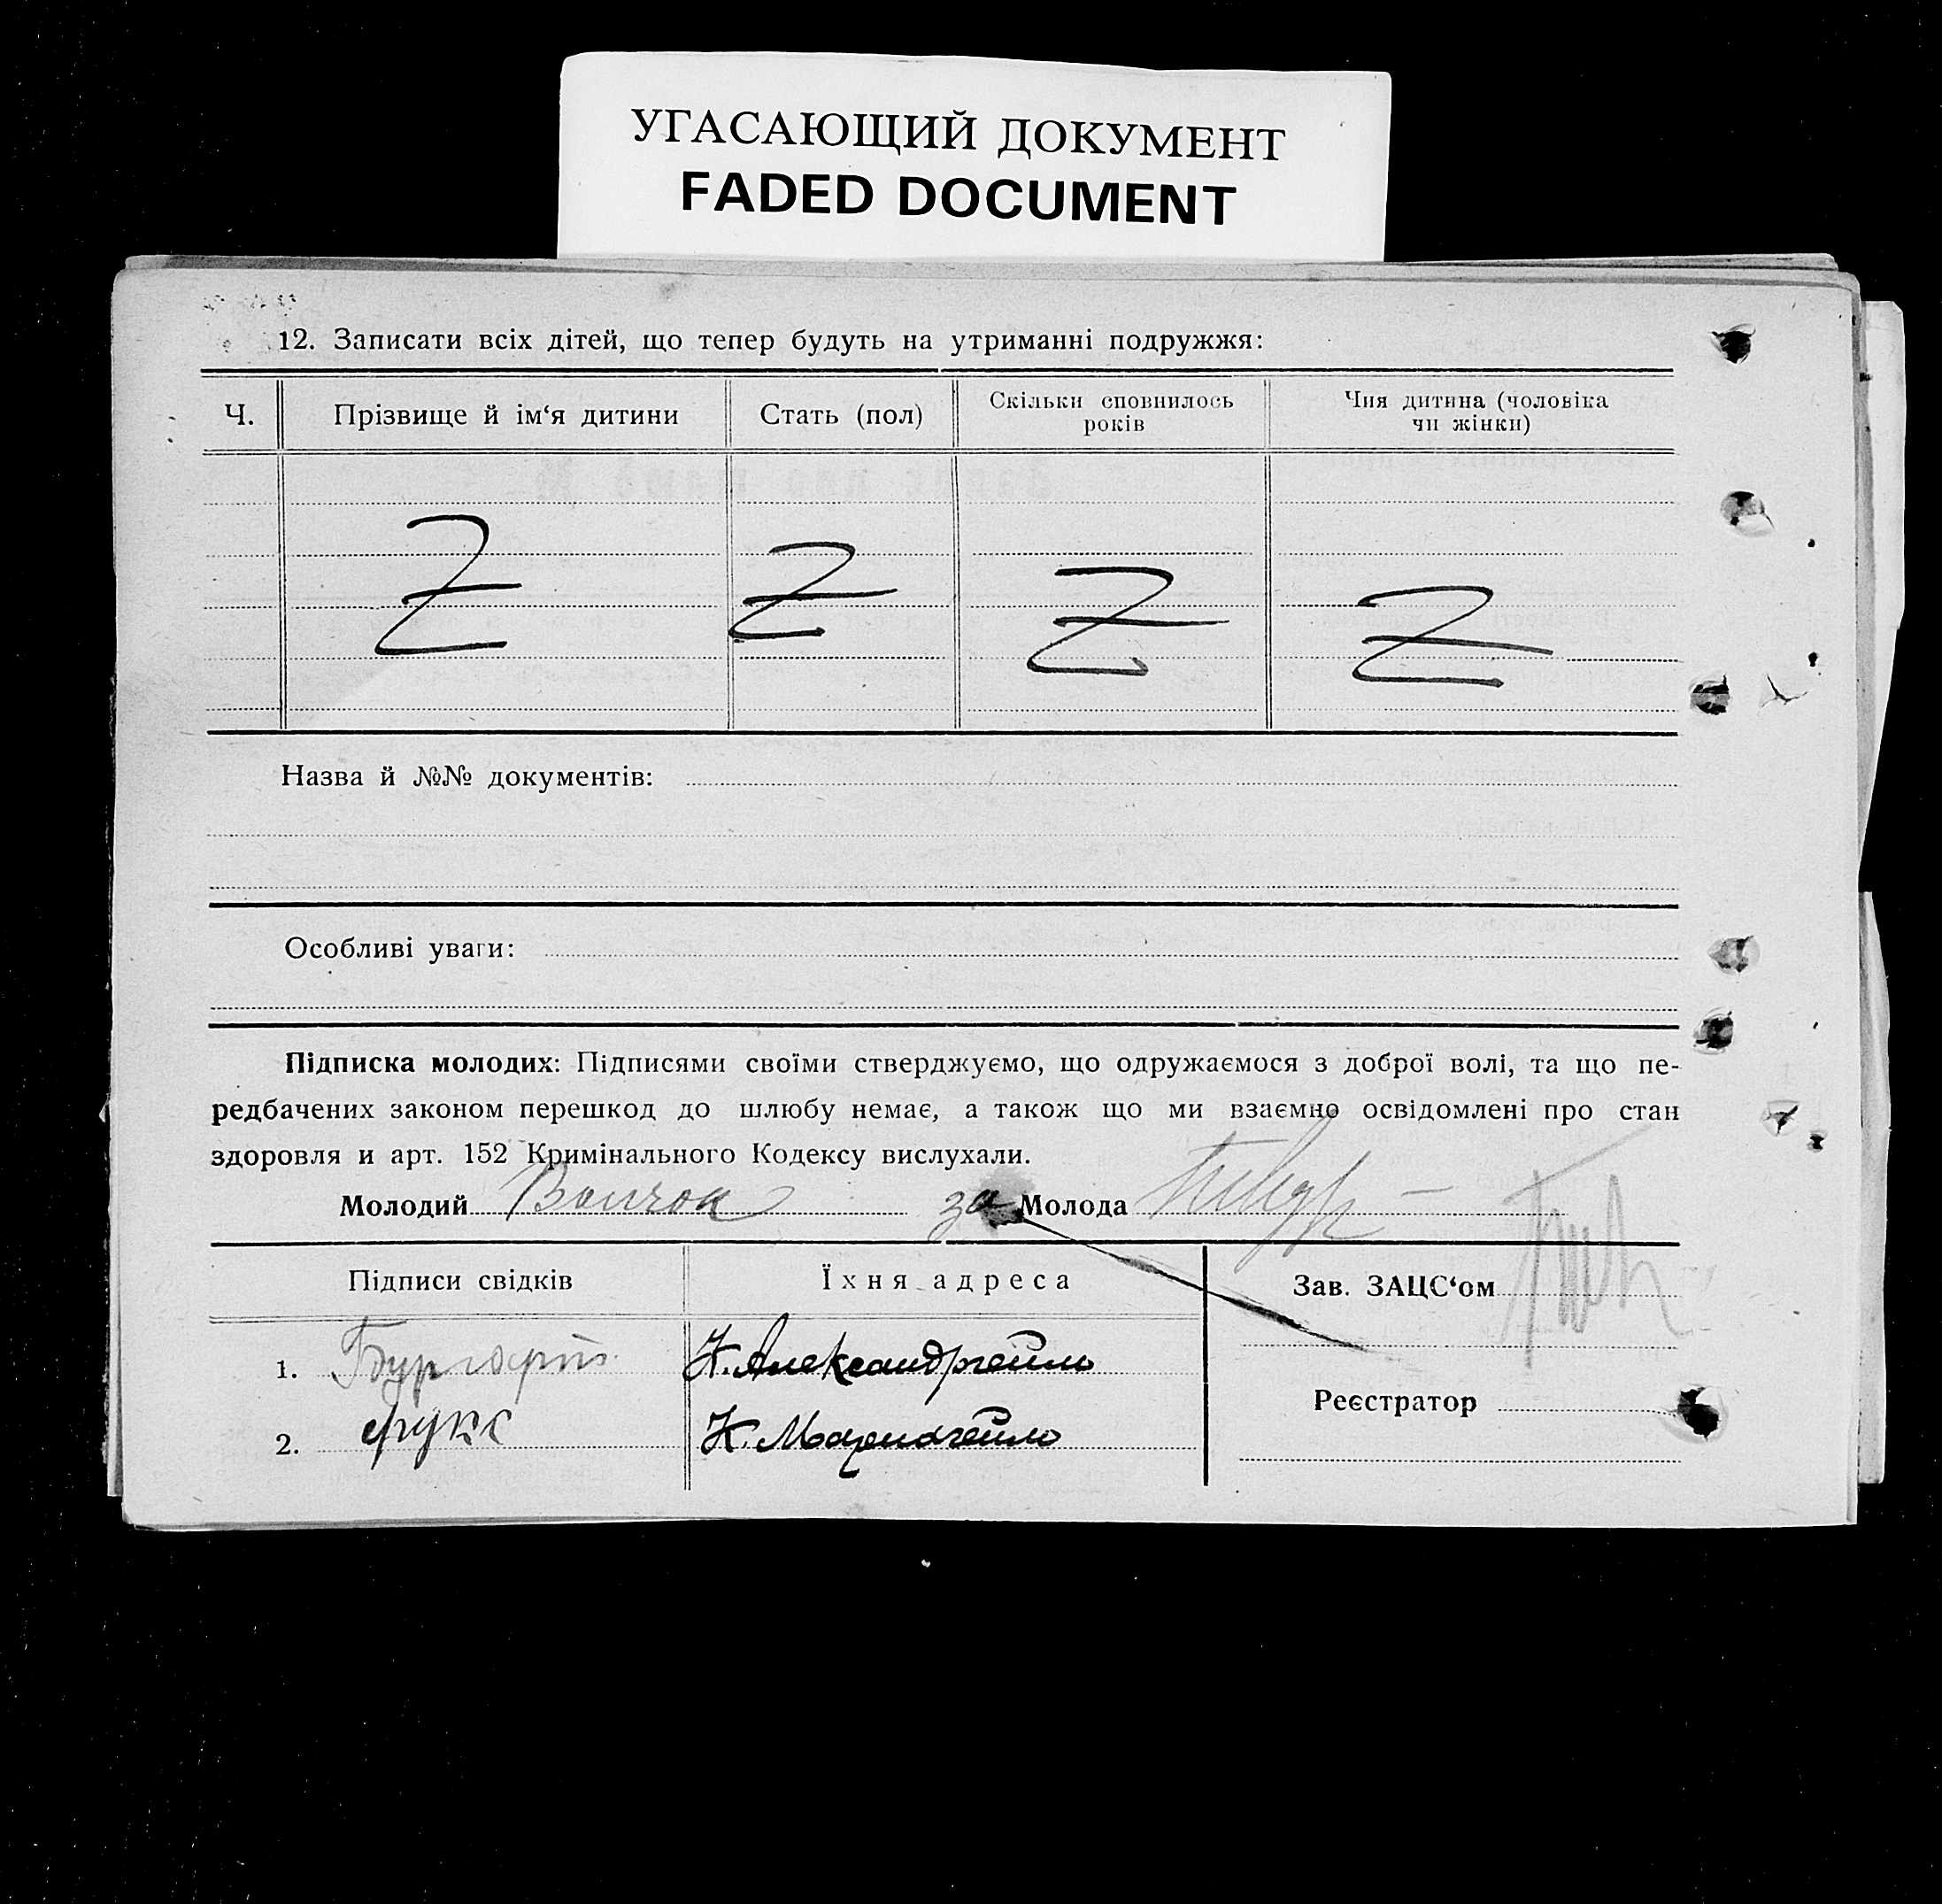 УГАСАЮЩИЙ ДОКУМЕНТ
FADED DOCUMENT
12. Записати всіх дітей, що тепер будуть на утриманні подружжя:
Ч. Прізвище й ім‘я дитини Стать (пол) Скільки сповнилось років Чия дитина (чоловіка чи жінки)
Z Z Z Z
Назва й №№ документів:
Особливі уваги:
Підписка молодих: Підписями своїми стверджуємо, що одружаємося з доброї волі, та що пе-
редбачених законом перешкод до шлюбу немає, а також що ми взаємно освідомлені про стан
здоровля и арт. 152 Кримінального Кодексу вислухали.
Молодий Волчок за Молода
Підписи свідків Їхня адреса Зав. ЗАЦС‘ом
1. К. Александргейм
Реєстратор
2. Фукс К. Мариагейм